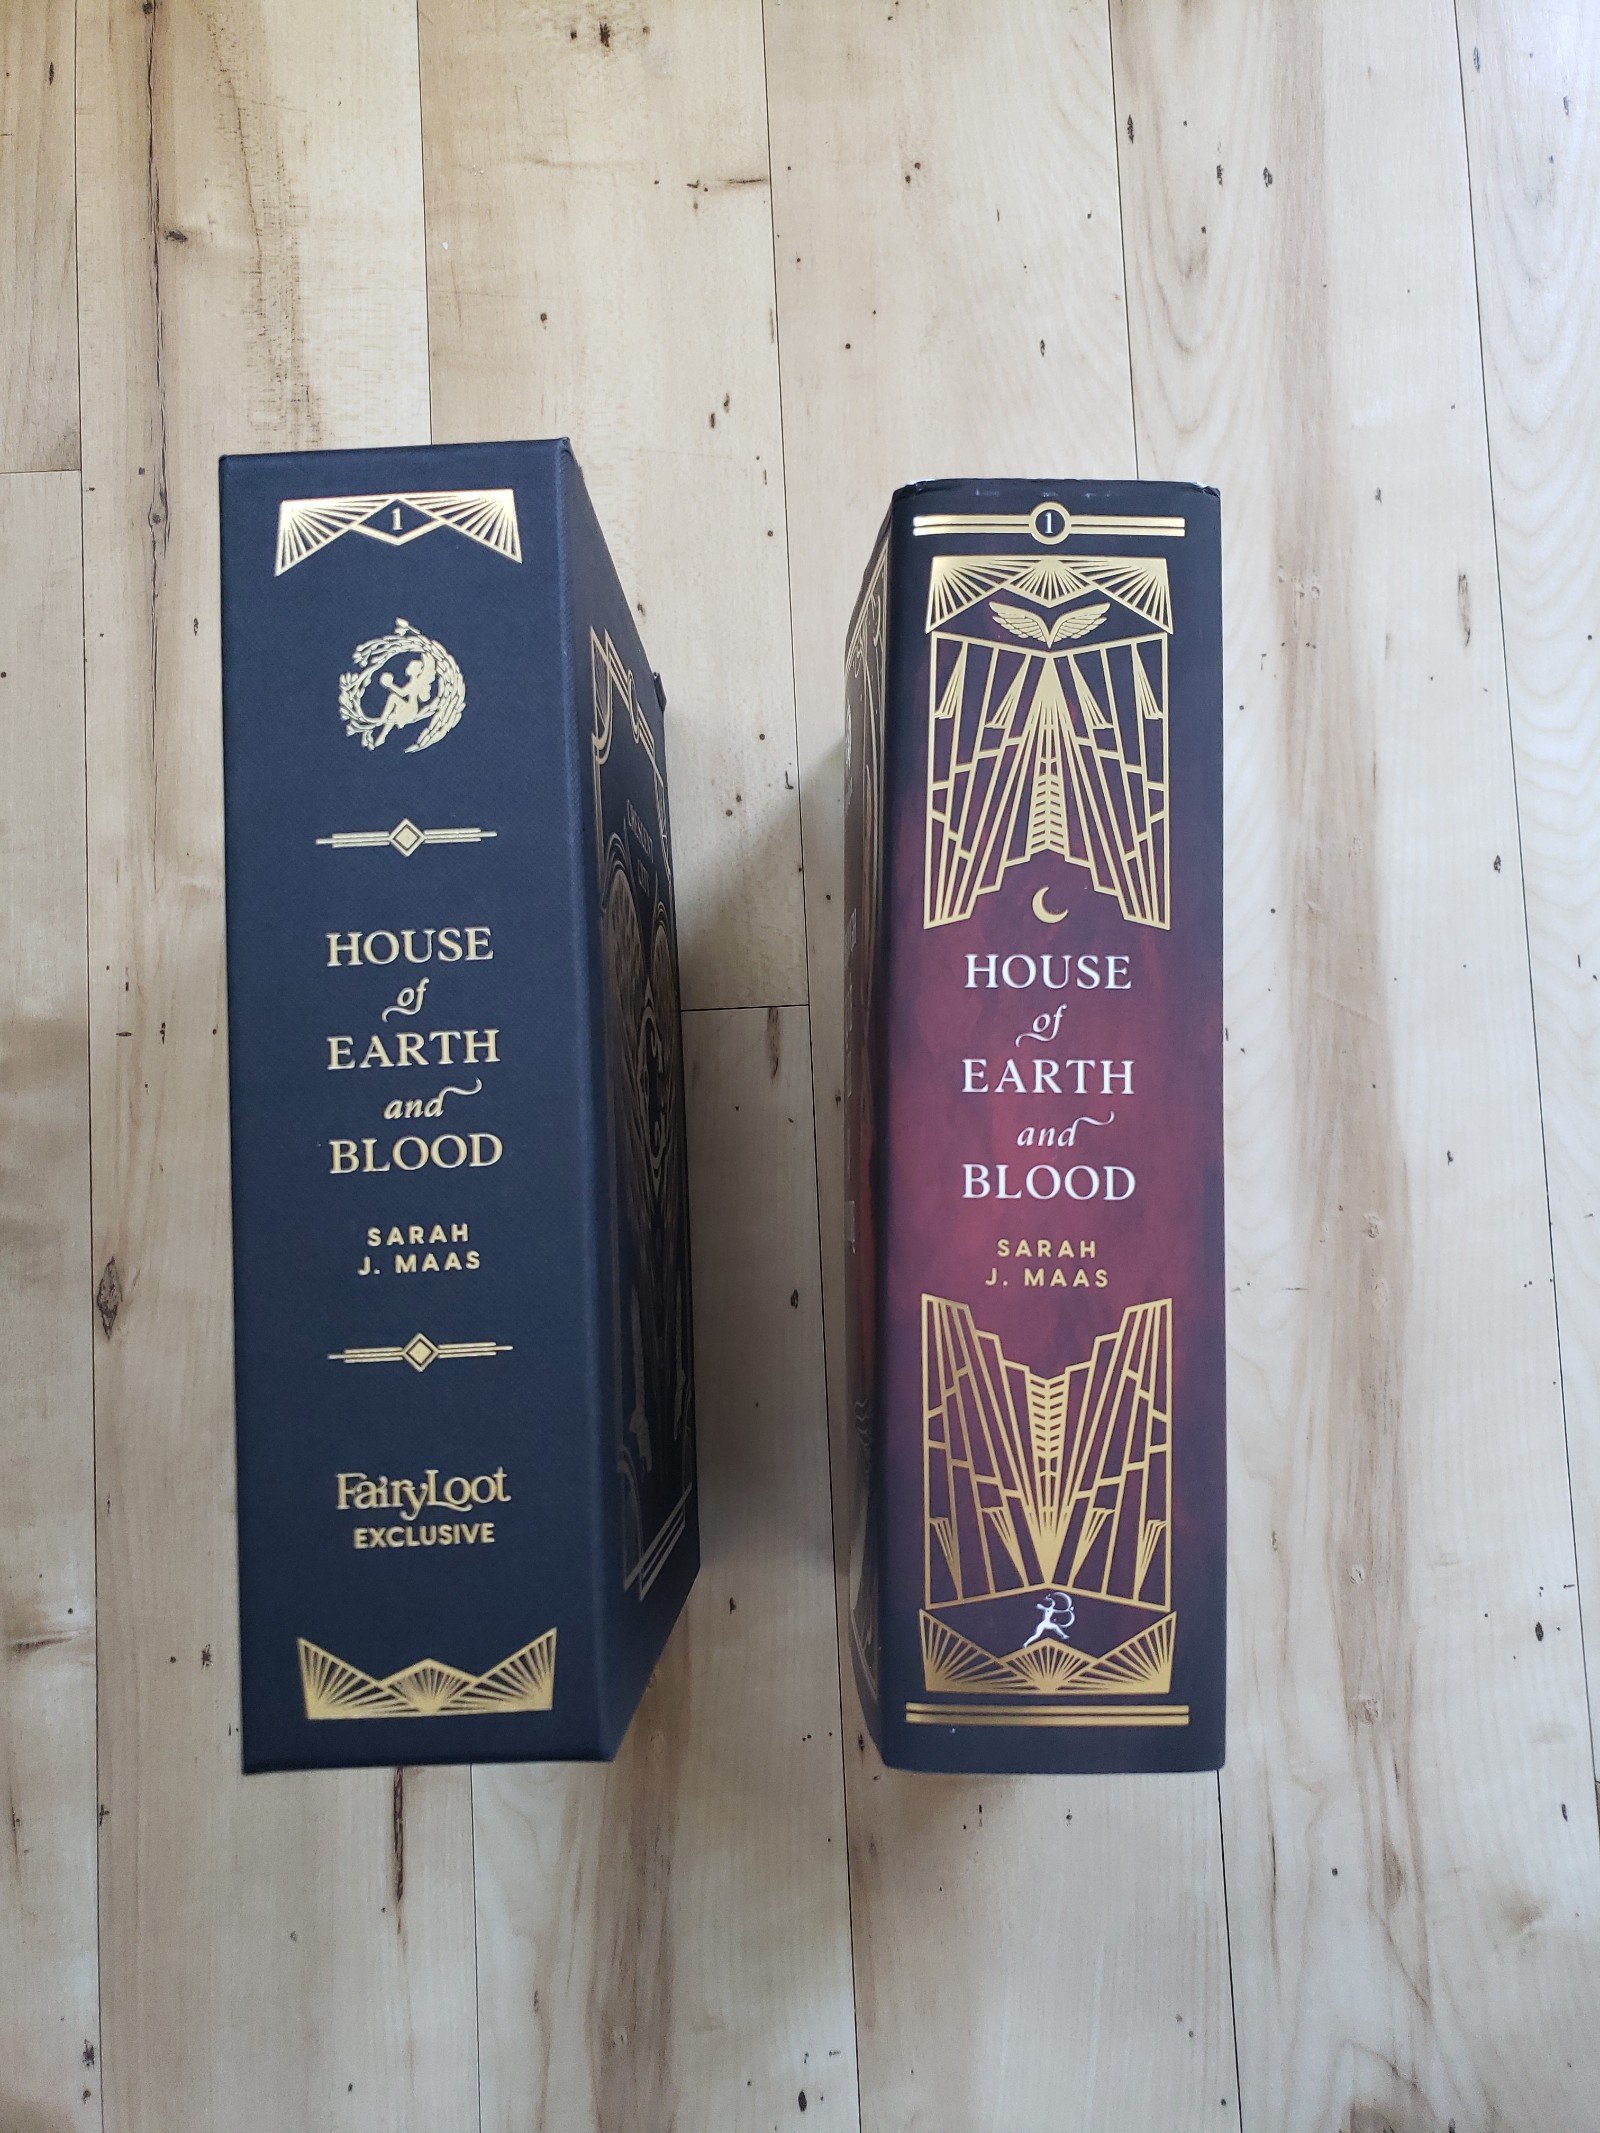 1
HOUSE
of
EARTH
and
BLOOD
SARAH
J. MAAS
FairyLoot
EXCLUSIVE
1
HOUSE
of
EARTH
and
BLOOD
SARAH
J. MAAS